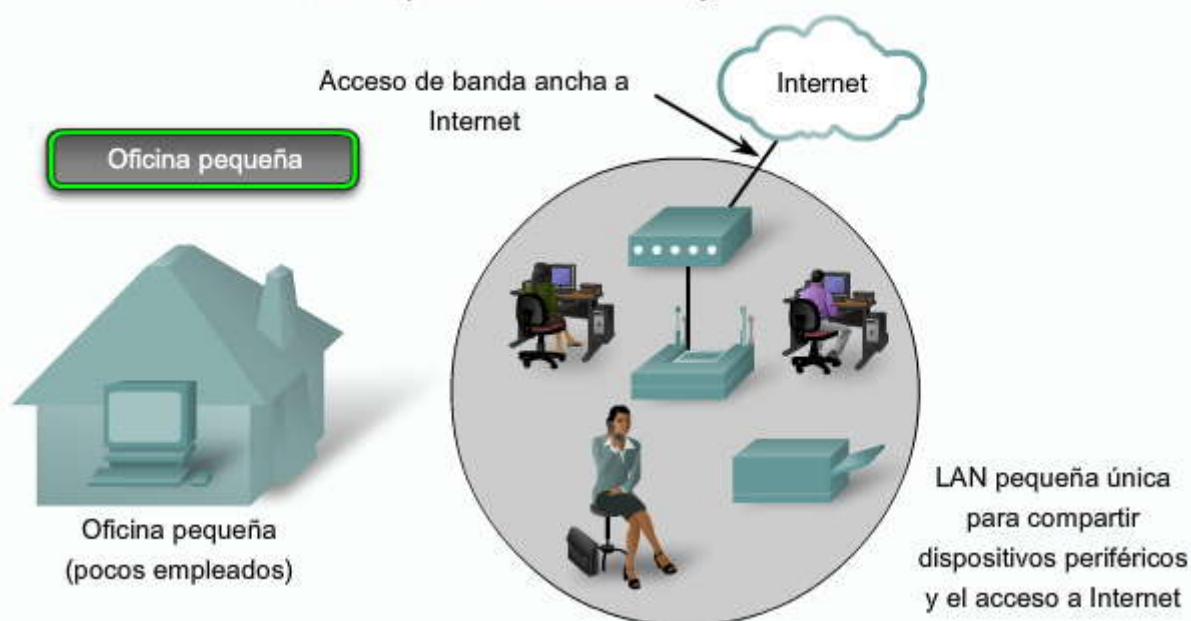 Acceso de banda ancha a
Internet
Internet
Oficina pequeña
Oficina pequeña
(pocos empleados)
LAN pequeña única
para compartir
dispositivos periféricos
y el acceso a Internet